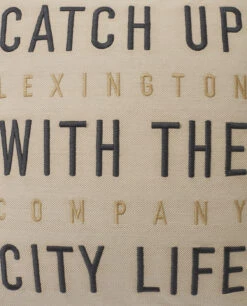 CATCH UP
LEXINGTON
WITH THE
COMPANY
CITY LIFE